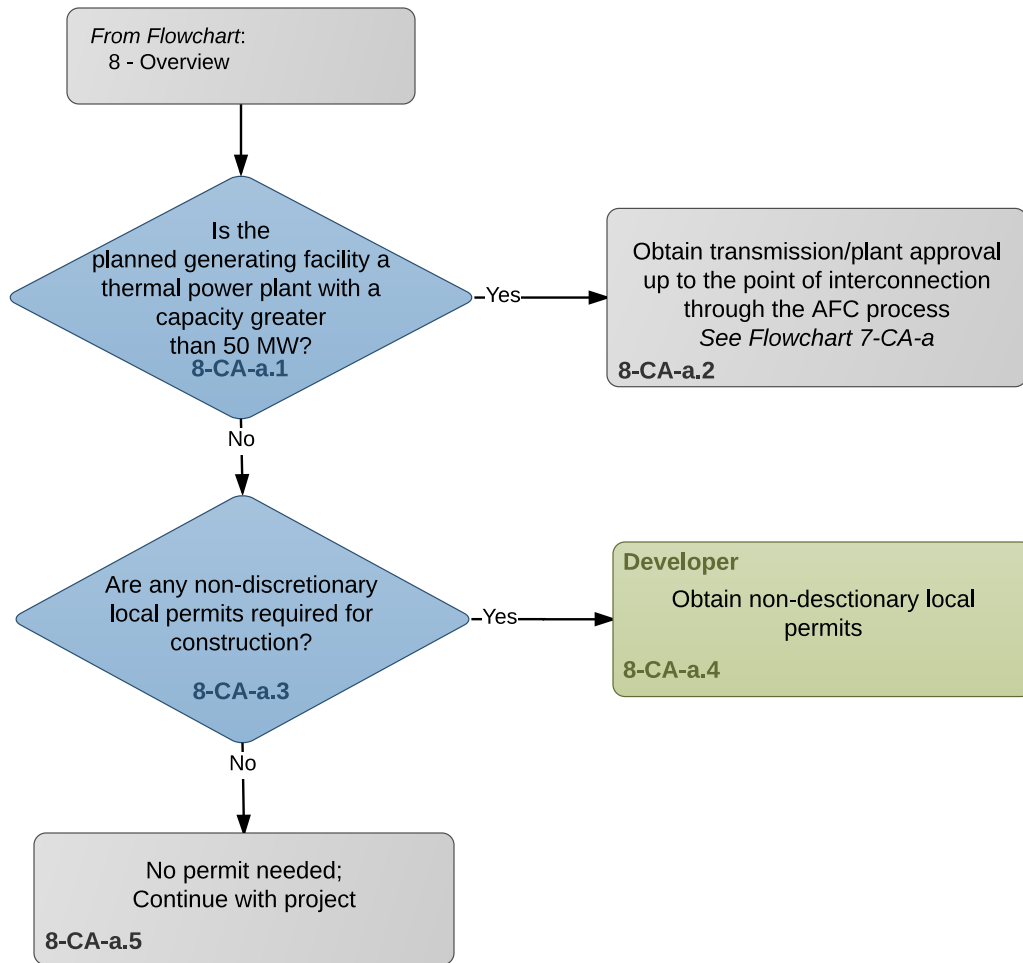 From Flowchart:
8 - Overview
Is the
planned generating facility a
thermal power plant with a
capacity greater
than 50 MW?
8-CA-a.1
Yes
Obtain transmission/plant approval
up to the point of interconnection
through the AFC process
See Flowchart 7-CA-a
8-CA-a.2
No
Are any non-discretionary
local permits required for
construction?
8-CA-a.3
Yes
Developer
Obtain non-desctionary local
permits
8-CA-a.4
No
No permit needed;
Continue with project
8-CA-a.5